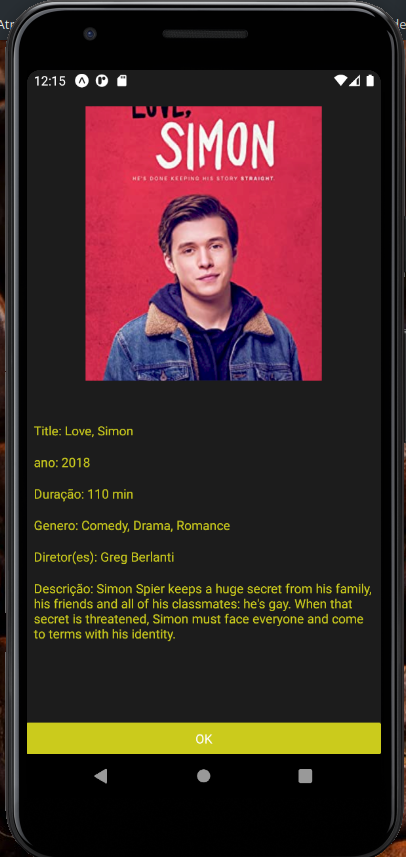 Atr
de
12:15
LOVE,
SIMON
HE'S DONE KEEPING HIS STORY STRAIGHT.
Title: Love, Simon
ano: 2018
Duração: 110 min
Genero: Comedy, Drama, Romance
Diretor(es): Greg Berlanti
Descrição: Simon Spier keeps a huge secret from his family,
his friends and all of his classmates: he's gay. When that
secret is threatened, Simon must face everyone and come
to terms with his identity.
OK